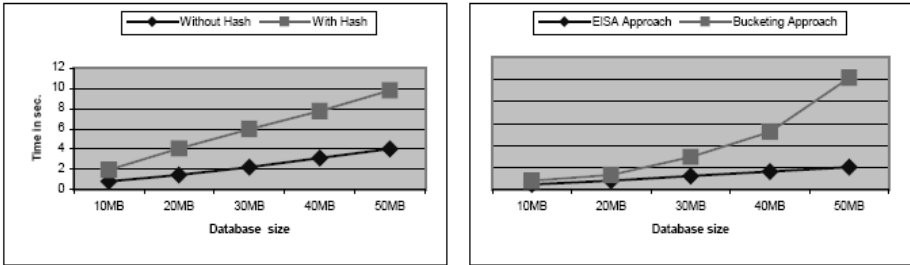 Without Hash With Hash
12
10
8
6
4
2
0
Time in sec.
10MB 20MB 30MB 40MB 50MB
Database size
EISA Approach Bucketing Approach
10MB 20MB 30MB 40MB 50MB
Database size